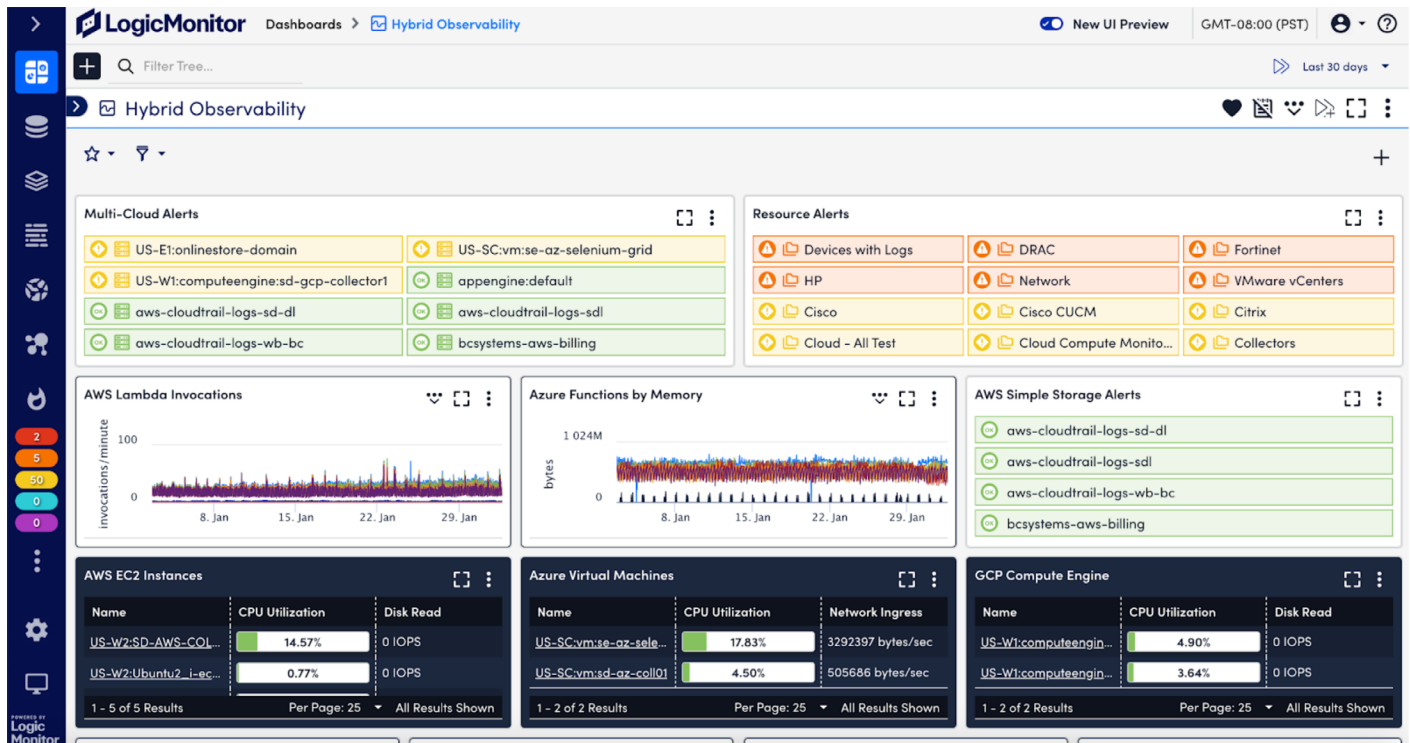 LogicMonitor Dashboards > Hybrid Observability New UI Preview GMT-08:00 (PST)
Filter Tree... Last 30 days
Hybrid Observability
Multi-Cloud Alerts
US-E1:onlinestore-domain US-SC:vm:se-az-selenium-grid
US-W1:computeengine:sd-gcp-collector1 appengine:default
aws-cloudtrail-logs-sd-dl aws-cloudtrail-logs-sdl
aws-cloudtrail-logs-wb-bc bcsystems-aws-billing
Resource Alerts
Devices with Logs DRAC Fortinet
HP Network VMware vCenters
Cisco Cisco CUCM Citrix
Cloud - All Test Cloud Compute Monito... Collectors
AWS Lambda Invocations
invocations/minute
100
0
8. Jan 15. Jan 22. Jan 29. Jan
Azure Functions by Memory
bytes
1 024M
0
8. Jan 15. Jan 22. Jan 29. Jan
AWS Simple Storage Alerts
OK aws-cloudtrail-logs-sd-dl
OK aws-cloudtrail-logs-sdl
OK aws-cloudtrail-logs-wb-bc
OK bcsystems-aws-billing
2
5
50
0
0
AWS EC2 Instances
Name CPU Utilization Disk Read
US-W2:SD-AWS-COL... 14.57% 0 IOPS
US-W2:Ubuntu2_i-ec... 0.77% 0 IOPS
1 - 5 of 5 Results Per Page: 25 All Results Shown
Azure Virtual Machines
Name CPU Utilization Network Ingress
US-SC:vm:se-az-sele... 17.83% 3292397 bytes/sec
US-SC:vm:sd-az-coll01 4.50% 505686 bytes/sec
1 - 2 of 2 Results Per Page: 25 All Results Shown
GCP Compute Engine
Name CPU Utilization Disk Read
US-W1:computeengin... 4.90% 0 IOPS
US-W1:computeengin... 3.64% 0 IOPS
1 - 2 of 2 Results Per Page: 25 All Results Shown
POWERED BY
Logic
Monitor